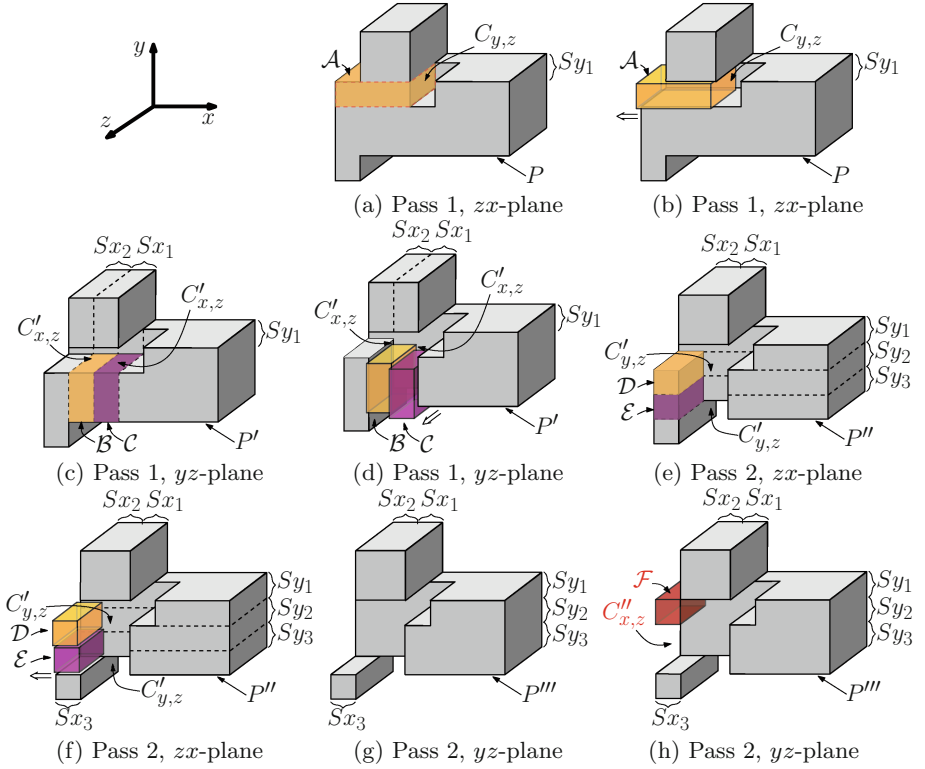 y
z
x
𝒜
C_{y,z}
Sy_1
P
(a) Pass 1, zx-plane
𝒜
C_{y,z}
Sy_1
P
(b) Pass 1, zx-plane
Sx_2 Sx_1
C′_{x,z}
C′_{x,z}
Sy_1
ℬ
𝒞
P′
(c) Pass 1, yz-plane
Sx_2 Sx_1
C′_{x,z}
C′_{x,z}
Sy_1
ℬ
𝒞
P′
(d) Pass 1, yz-plane
Sx_2 Sx_1
C′_{y,z}
𝒟
ℰ
Sy_1
Sy_2
Sy_3
C′_{y,z}
P″
(e) Pass 2, zx-plane
Sx_2 Sx_1
C′_{y,z}
𝒟
ℰ
Sy_1
Sy_2
Sy_3
C′_{y,z}
P″
Sx_3
(f) Pass 2, zx-plane
Sx_2 Sx_1
Sy_1
Sy_2
Sy_3
P‴
Sx_3
(g) Pass 2, yz-plane
Sx_2 Sx_1
ℱ
C″_{x,z}
Sy_1
Sy_2
Sy_3
P‴
Sx_3
(h) Pass 2, yz-plane